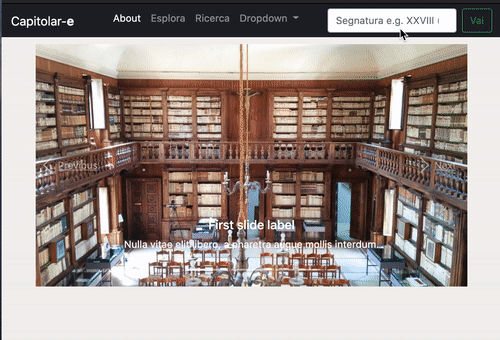 Capitolar-e
About
Esplora
Ricerca
Dropdown
Segnatura e.g. XXVIII (
Vai
Previous
Next
First slide label
Nulla vitae elit libero, a pharetra augue mollis interdum.